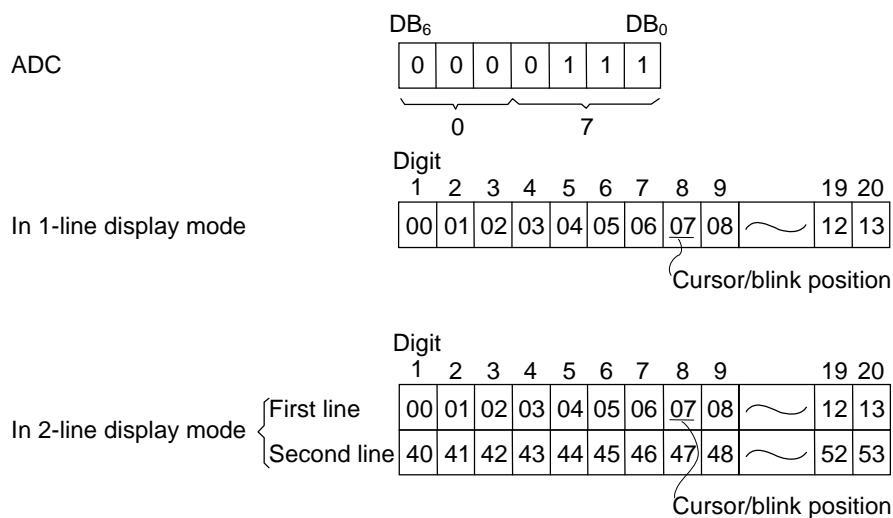 DB₆ DB₀
ADC 0 0 0 0 1 1 1
0 7
Digit
1 2 3 4 5 6 7 8 9 19 20
In 1-line display mode 00 01 02 03 04 05 06 07 08 12 13
Cursor/blink position
Digit
1 2 3 4 5 6 7 8 9 19 20
First line 00 01 02 03 04 05 06 07 08 12 13
In 2-line display mode
Second line 40 41 42 43 44 45 46 47 48 52 53
Cursor/blink position